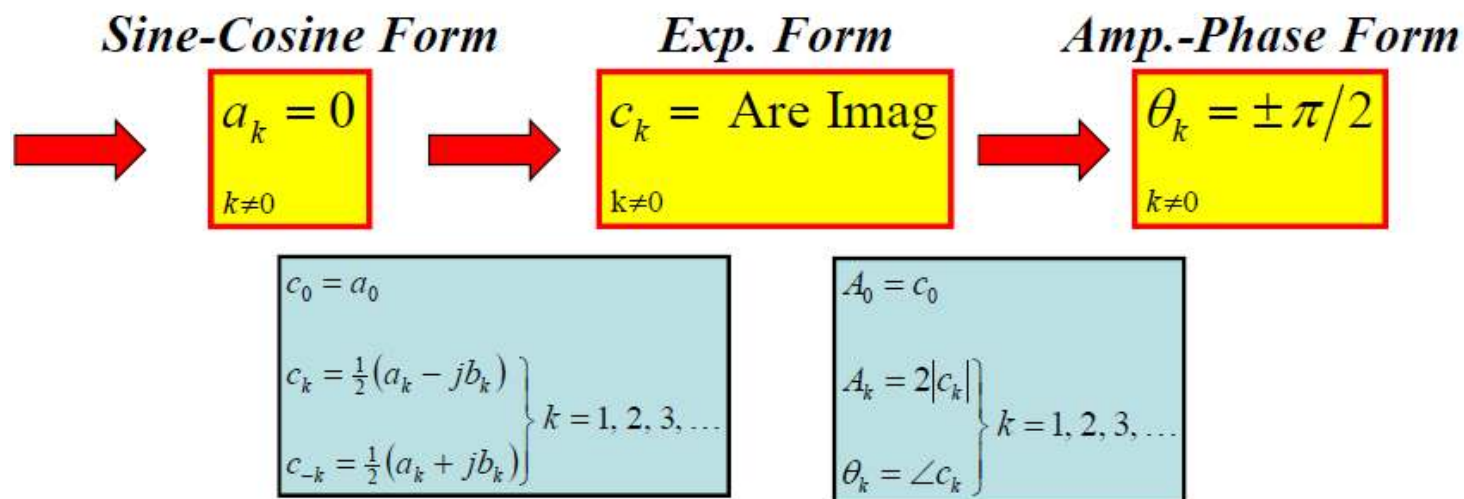 Sine-Cosine Form
Exp. Form
Amp.-Phase Form
a_k = 0
k≠0
c_k = Are Imag
k≠0
θ_k = ± π/2
k≠0
c_0 = a_0
c_k = ½(a_k − jb_k)
c_{−k} = ½(a_k + jb_k)
} k = 1, 2, 3, …
A_0 = c_0
A_k = 2|c_k|
θ_k = ∠c_k
} k = 1, 2, 3, …